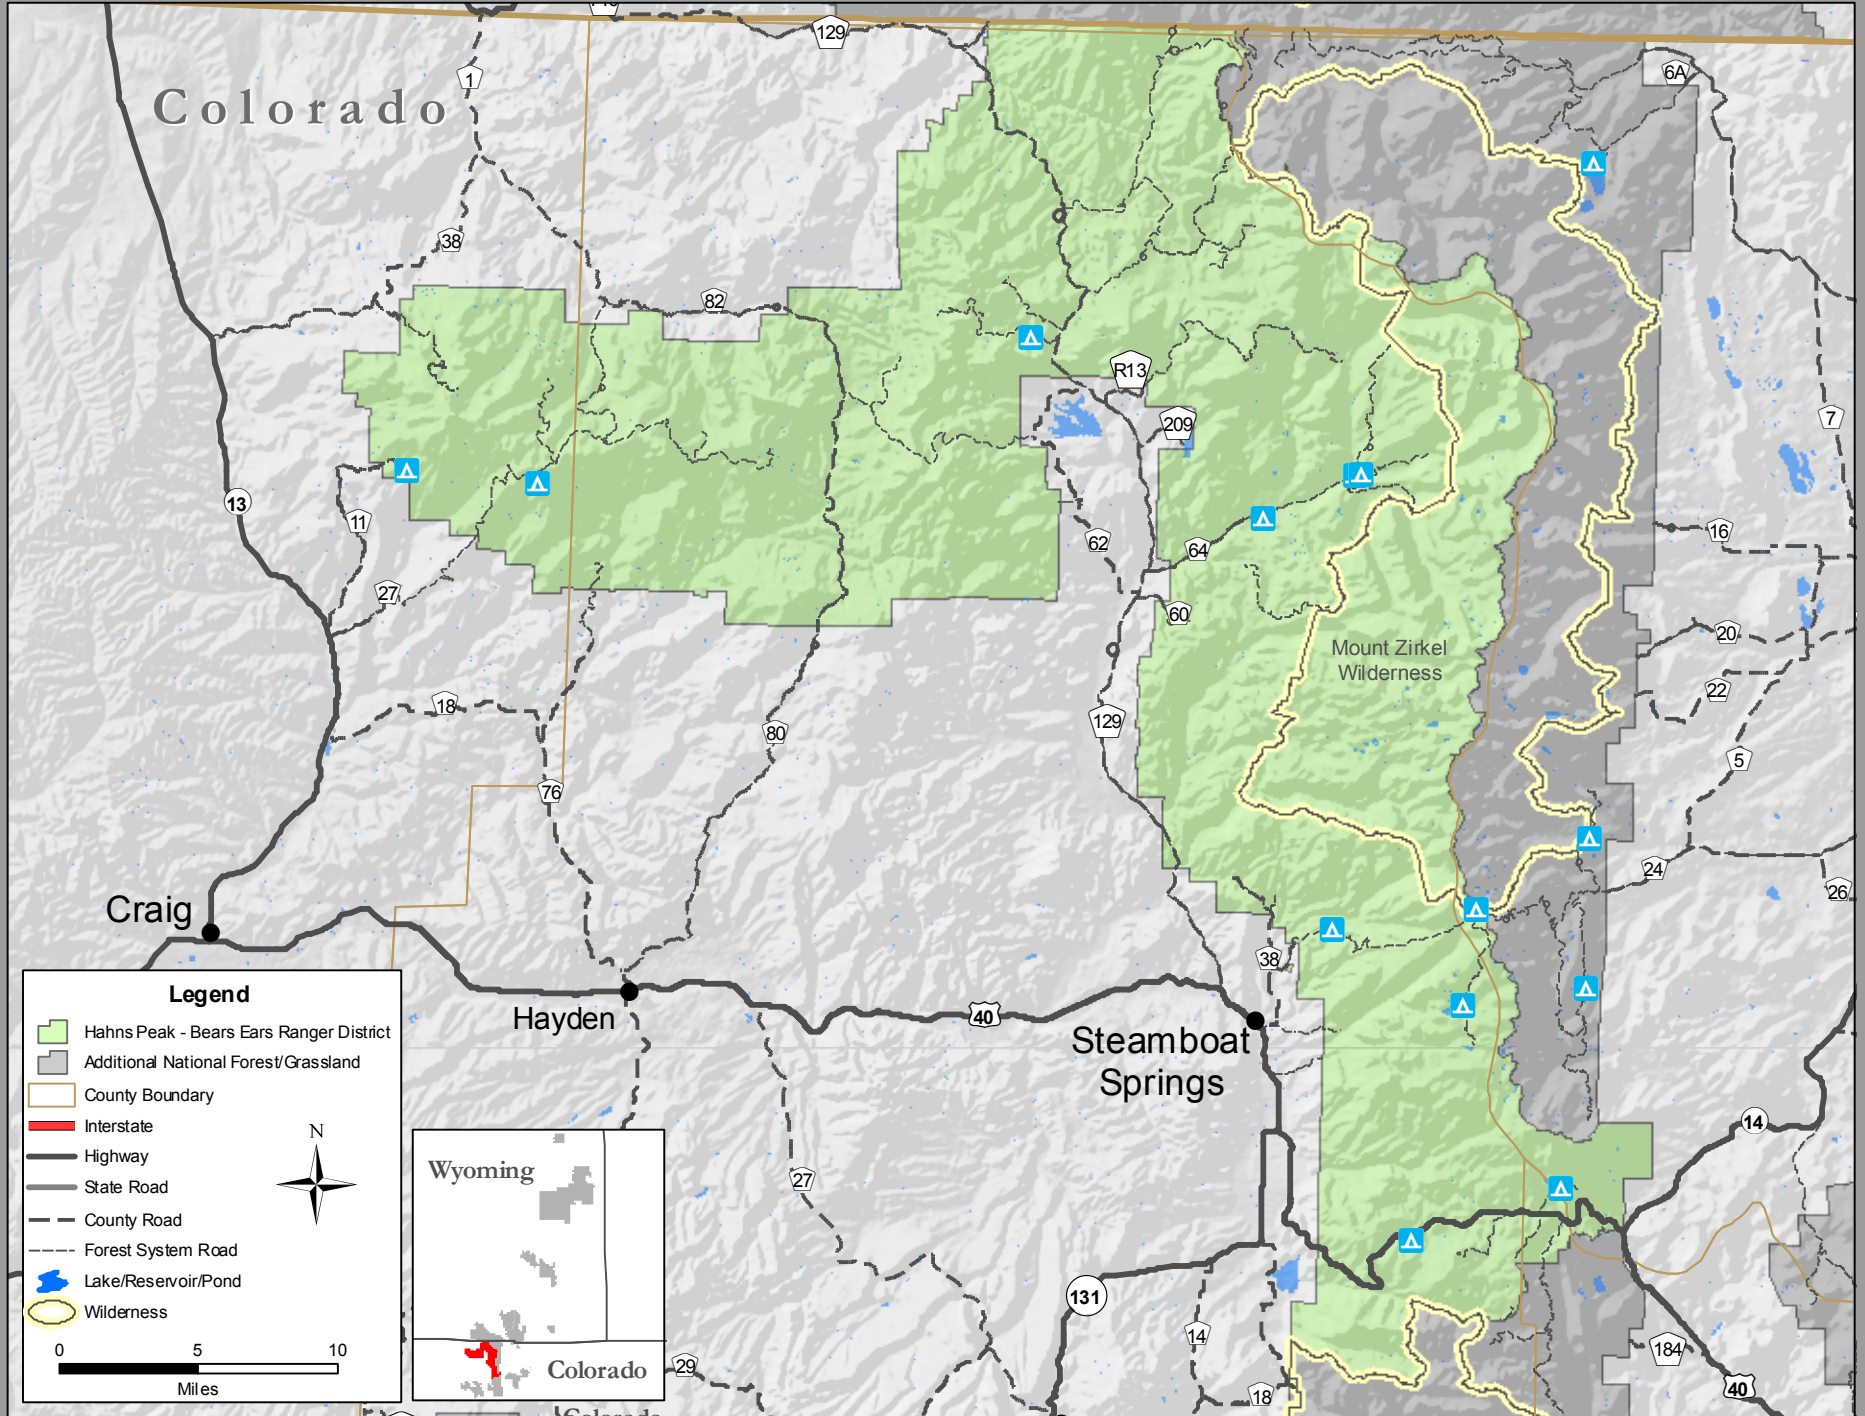 129
1
6A
Colorado
38
82
R13
209
7
13
11
62
64
16
27
60
20
Mount Zirkel
Wilderness
22
18
129
80
5
76
24
26
Craig
38
Hayden
40
Steamboat
Springs
14
27
131
14
184
29
18
40
Legend
Hahns Peak - Bears Ears Ranger District
Additional National Forest/Grassland
County Boundary
Interstate
Highway
State Road
County Road
Forest System Road
Lake/Reservoir/Pond
Wilderness
N
0 5 10
Miles
Wyoming
Colorado
Colorado